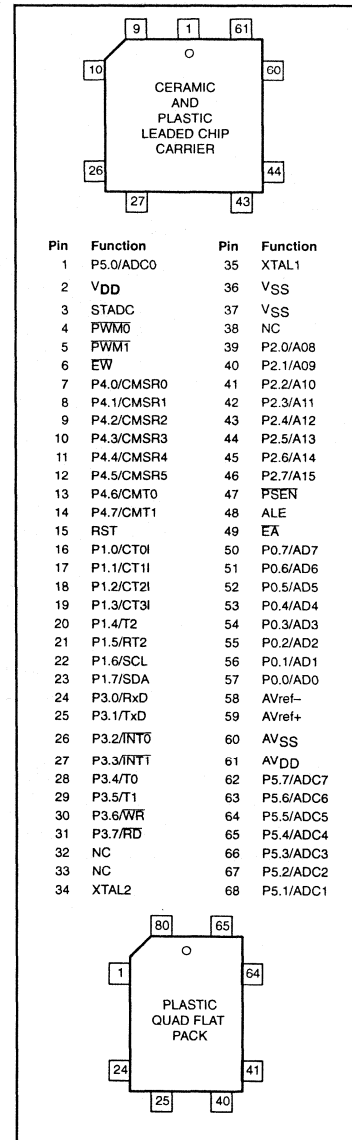 9 1 61
10 60
CERAMIC
AND
PLASTIC
LEADED CHIP
CARRIER
26 44
27 43
Pin Function Pin Function
1 P5.0/ADC0 35 XTAL1
2 VDD 36 VSS
3 STADC 37 VSS
4 P̅W̅M̅0̅ 38 NC
5 P̅W̅M̅1̅ 39 P2.0/A08
6 E̅W̅ 40 P2.1/A09
7 P4.0/CMSR0 41 P2.2/A10
8 P4.1/CMSR1 42 P2.3/A11
9 P4.2/CMSR2 43 P2.4/A12
10 P4.3/CMSR3 44 P2.5/A13
11 P4.4/CMSR4 45 P2.6/A14
12 P4.5/CMSR5 46 P2.7/A15
13 P4.6/CMT0 47 P̅S̅E̅N̅
14 P4.7/CMT1 48 ALE
15 RST 49 E̅A̅
16 P1.0/CT0I 50 P0.7/AD7
17 P1.1/CT1I 51 P0.6/AD6
18 P1.2/CT2I 52 P0.5/AD5
19 P1.3/CT3I 53 P0.4/AD4
20 P1.4/T2 54 P0.3/AD3
21 P1.5/RT2 55 P0.2/AD2
22 P1.6/SCL 56 P0.1/AD1
23 P1.7/SDA 57 P0.0/AD0
24 P3.0/RxD 58 AVref–
25 P3.1/TxD 59 AVref+
26 P3.2/I̅N̅T̅0̅ 60 AVSS
27 P3.3/I̅N̅T̅1̅ 61 AVDD
28 P3.4/T0 62 P5.7/ADC7
29 P3.5/T1 63 P5.6/ADC6
30 P3.6/W̅R̅ 64 P5.5/ADC5
31 P3.7/R̅D̅ 65 P5.4/ADC4
32 NC 66 P5.3/ADC3
33 NC 67 P5.2/ADC2
34 XTAL2 68 P5.1/ADC1
80 65
1 64
PLASTIC
QUAD FLAT
PACK
24 41
25 40